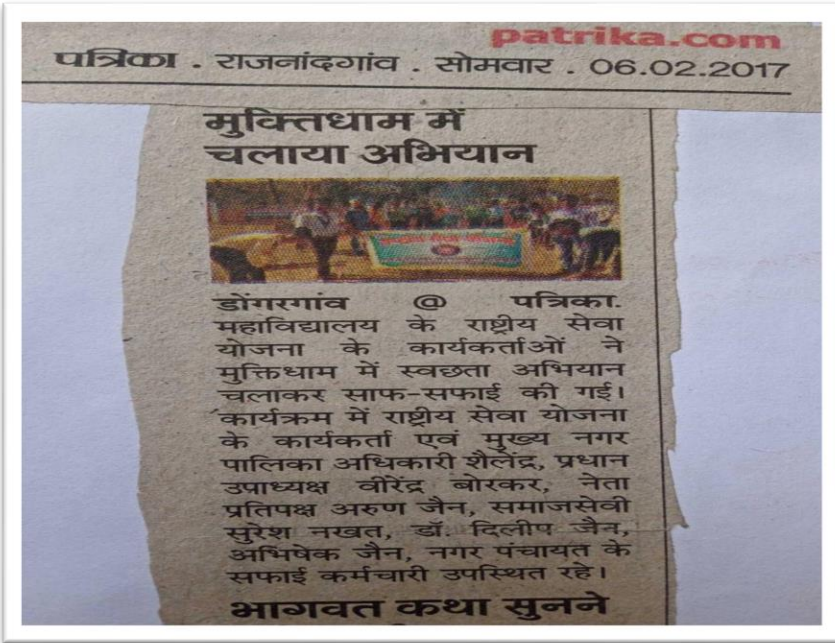 patrika.com
पत्रिका . राजनांदगांव . सोमवार . 06.02.2017
मुक्तिधाम में
चलाया अभियान
डोंगरगांव @ पत्रिका.
महाविद्यालय के राष्ट्रीय सेवा
योजना के कार्यकर्ताओं ने
मुक्तिधाम में स्वछता अभियान
चलाकर साफ-सफाई की गई।
कार्यक्रम में राष्ट्रीय सेवा योजना
के कार्यकर्ता एवं मुख्य नगर
पालिका अधिकारी शैलेंद्र, प्रधान
उपाध्यक्ष वीरेंद्र बोरकर, नेता
प्रतिपक्ष अरुण जैन, समाजसेवी
सुरेश नखत, डॉ. दिलीप जैन,
अभिषेक जैन, नगर पंचायत के
सफाई कर्मचारी उपस्थित रहे।
भागवत कथा सुनने